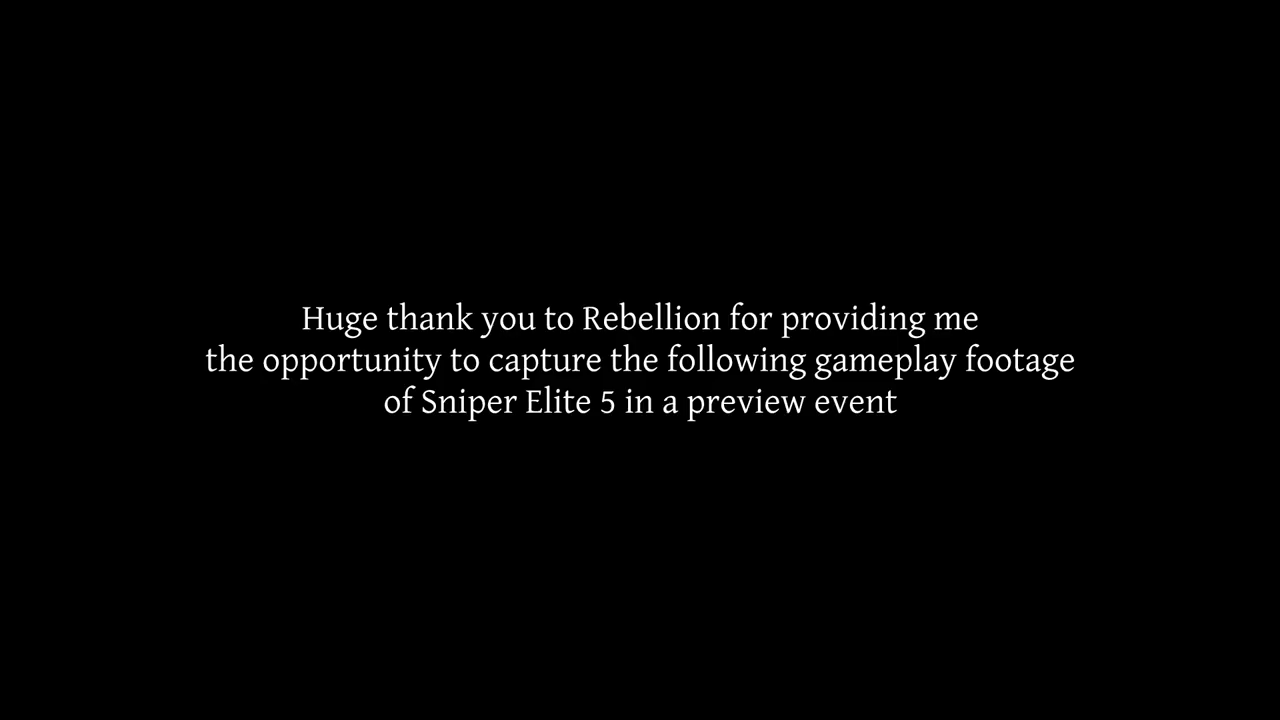 Huge thank you to Rebellion for providing me
the opportunity to capture the following gameplay footage
of Sniper Elite 5 in a preview event